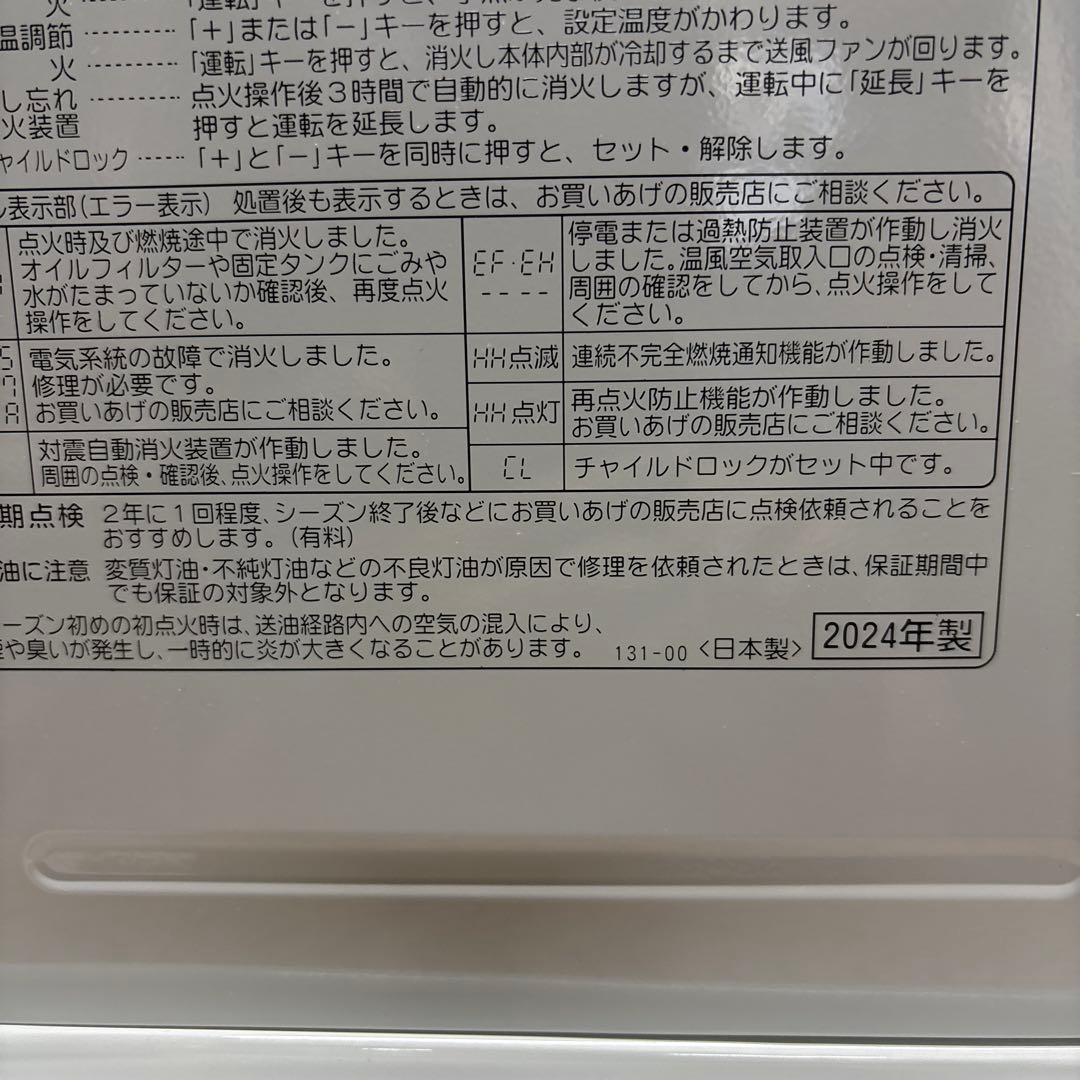 火
温調節 ············ 「＋」または「－」キーを押すと、設定温度がかわります。
火 ············ 「運転」キーを押すと、消火し本体内部が冷却するまで送風ファンが回ります。
し忘れ ············ 点火操作後３時間で自動的に消火しますが、運転中に「延長」キーを
火装置 押すと運転を延長します。
ャイルドロック ······ 「＋」と「－」キーを同時に押すと、セット・解除します。
表示部(エラー表示) 処置後も表示するときは、お買いあげの販売店にご相談ください。
点火時及び燃焼途中で消火しました。
オイルフィルターや固定タンクにごみや
水がたまっていないか確認後、再度点火
操作をしてください。
電気系統の故障で消火しました。
修理が必要です。
お買いあげの販売店にご相談ください。
対震自動消火装置が作動しました。
周囲の点検・確認後、点火操作をしてください。
EF・EH
----
停電または過熱防止装置が作動し消火
しました。温風空気取入口の点検・清掃、
周囲の確認をしてから、点火操作をして
ください。
HH点滅 連続不完全燃焼通知機能が作動しました。
HH点灯 再点火防止機能が作動しました。
お買いあげの販売店にご相談ください。
CL チャイルドロックがセット中です。
期点検 ２年に１回程度、シーズン終了後などにお買いあげの販売店に点検依頼されることを
おすすめします。(有料)
油に注意 変質灯油・不純灯油などの不良灯油が原因で修理を依頼されたときは、保証期間中
でも保証の対象外となります。
ーズン初めの初点火時は、送油経路内への空気の混入により、
や臭いが発生し、一時的に炎が大きくなることがあります。 131-00 <日本製> 2024年製